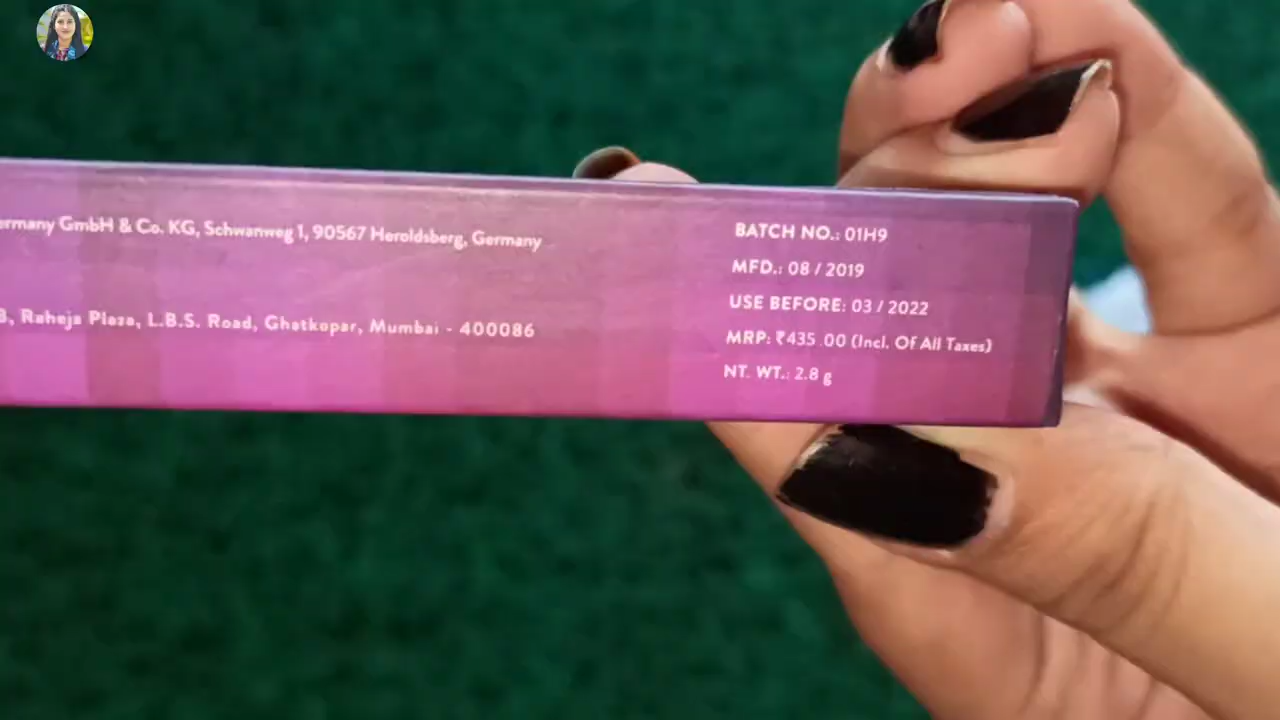 ermany GmbH & Co. KG, Schwanweg 1, 90567 Heroldsberg, Germany
B, Raheja Plaza, L.B.S. Road, Ghatkopar, Mumbai - 400086
BATCH NO.: 01H9
MFD.: 08 / 2019
USE BEFORE: 03 / 2022
MRP: ₹435.00 (Incl. Of All Taxes)
NT. WT.: 2.8 g